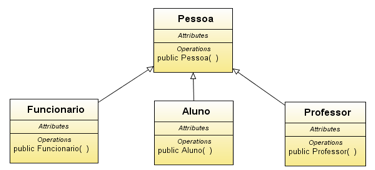 Pessoa
Attributes
Operations
public Pessoa( )
Funcionario
Attributes
Operations
public Funcionario( )
Aluno
Attributes
Operations
public Aluno( )
Professor
Attributes
Operations
public Professor( )